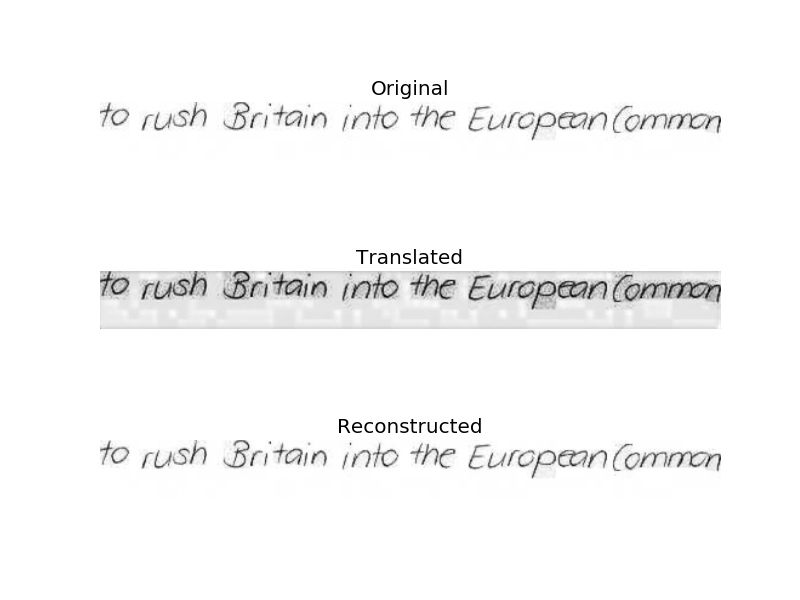 Original
to rush Britain into the European Common
Translated
to rush Britain into the European Common
Reconstructed
to rush Britain into the European Common